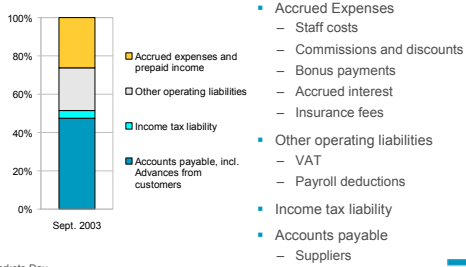 100%
80%
60%
40%
20%
0%
Sept. 2003
Accrued expenses and
prepaid income
Other operating liabilities
Income tax liability
Accounts payable, incl.
Advances from
customers
▪ Accrued Expenses
– Staff costs
– Commissions and discounts
– Bonus payments
– Accrued interest
– Insurance fees
▪ Other operating liabilities
– VAT
– Payroll deductions
▪ Income tax liability
▪ Accounts payable
– Suppliers
Day